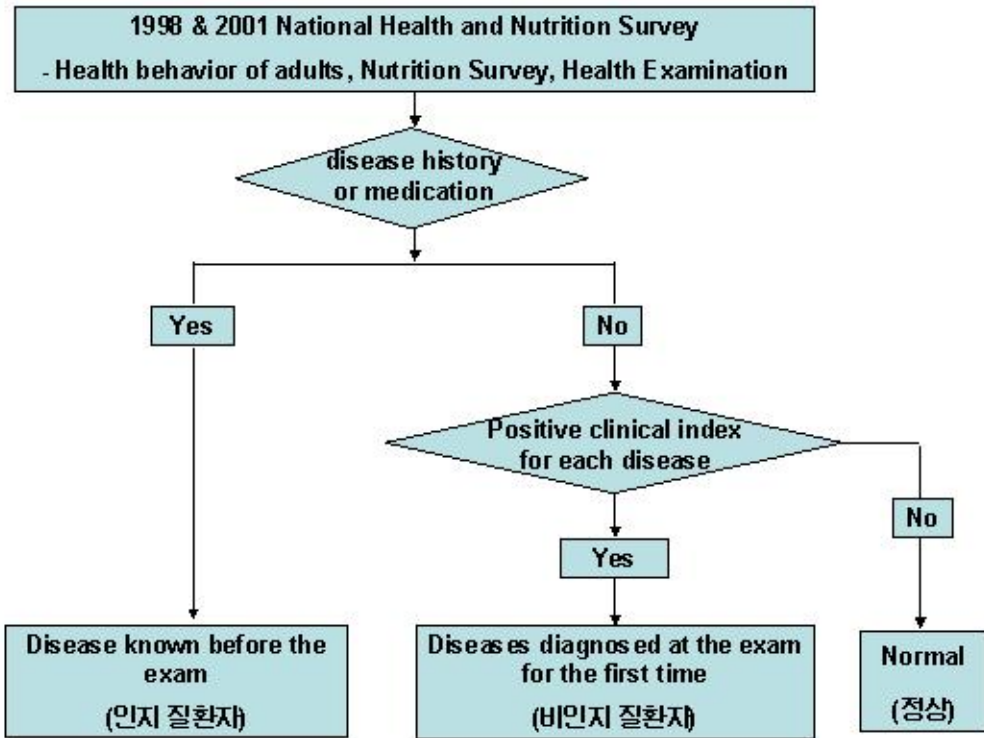 1998 & 2001 National Health and Nutrition Survey
- Health behavior of adults, Nutrition Survey, Health Examination
disease history
or medication
Yes
No
Positive clinical index
for each disease
No
Yes
Disease known before the
exam
(인지 질환자)
Diseases diagnosed at the exam
for the first time
(비인지 질환자)
Normal
(정상)